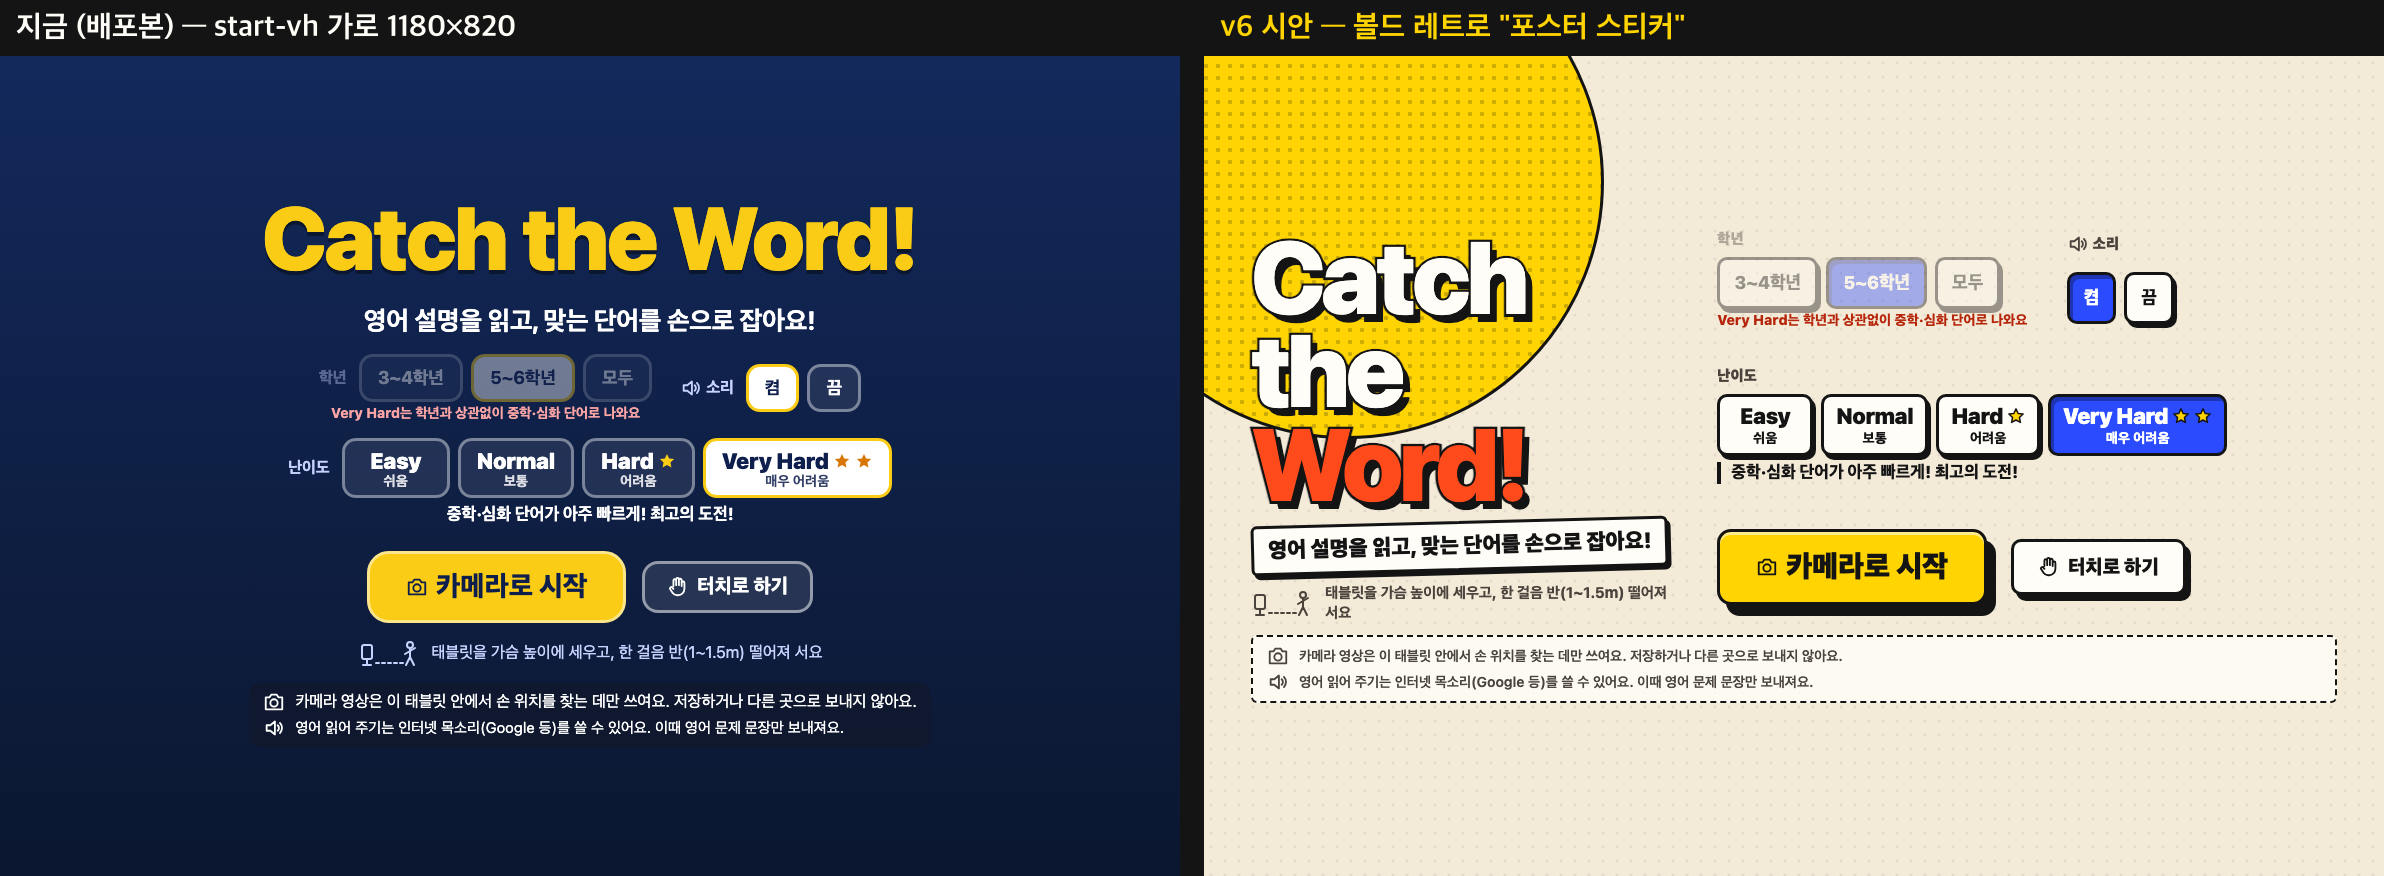 지금 (배포본) — start-vh 가로 1180×820
Catch the Word!
영어 설명을 읽고, 맞는 단어를 손으로 잡아요!
학년 3~4학년 5~6학년 모두 소리 켬 끔
Very Hard는 학년과 상관없이 중학·심화 단어로 나와요
난이도 Easy Normal Hard Very Hard
쉬움 보통 어려움 매우 어려움
중학·심화 단어가 아주 빠르게! 최고의 도전!
카메라로 시작 터치로 하기
태블릿을 가슴 높이에 세우고, 한 걸음 반(1~1.5m) 떨어져 서요
카메라 영상은 이 태블릿 안에서 손 위치를 찾는 데만 쓰여요. 저장하거나 다른 곳으로 보내지 않아요.
영어 읽어 주기는 인터넷 목소리(Google 등)를 쓸 수 있어요. 이때 영어 문제 문장만 보내져요.
v6 시안 — 볼드 레트로 "포스터 스티커"
Catch
the
Word!
영어 설명을 읽고, 맞는 단어를 손으로 잡아요!
태블릿을 가슴 높이에 세우고, 한 걸음 반(1~1.5m) 떨어져
서요
학년 소리
3~4학년 5~6학년 모두 켬 끔
Very Hard는 학년과 상관없이 중학·심화 단어로 나와요
난이도
Easy Normal Hard Very Hard
쉬움 보통 어려움 매우 어려움
중학·심화 단어가 아주 빠르게! 최고의 도전!
카메라로 시작 터치로 하기
카메라 영상은 이 태블릿 안에서 손 위치를 찾는 데만 쓰여요. 저장하거나 다른 곳으로 보내지 않아요.
영어 읽어 주기는 인터넷 목소리(Google 등)를 쓸 수 있어요. 이때 영어 문제 문장만 보내져요.